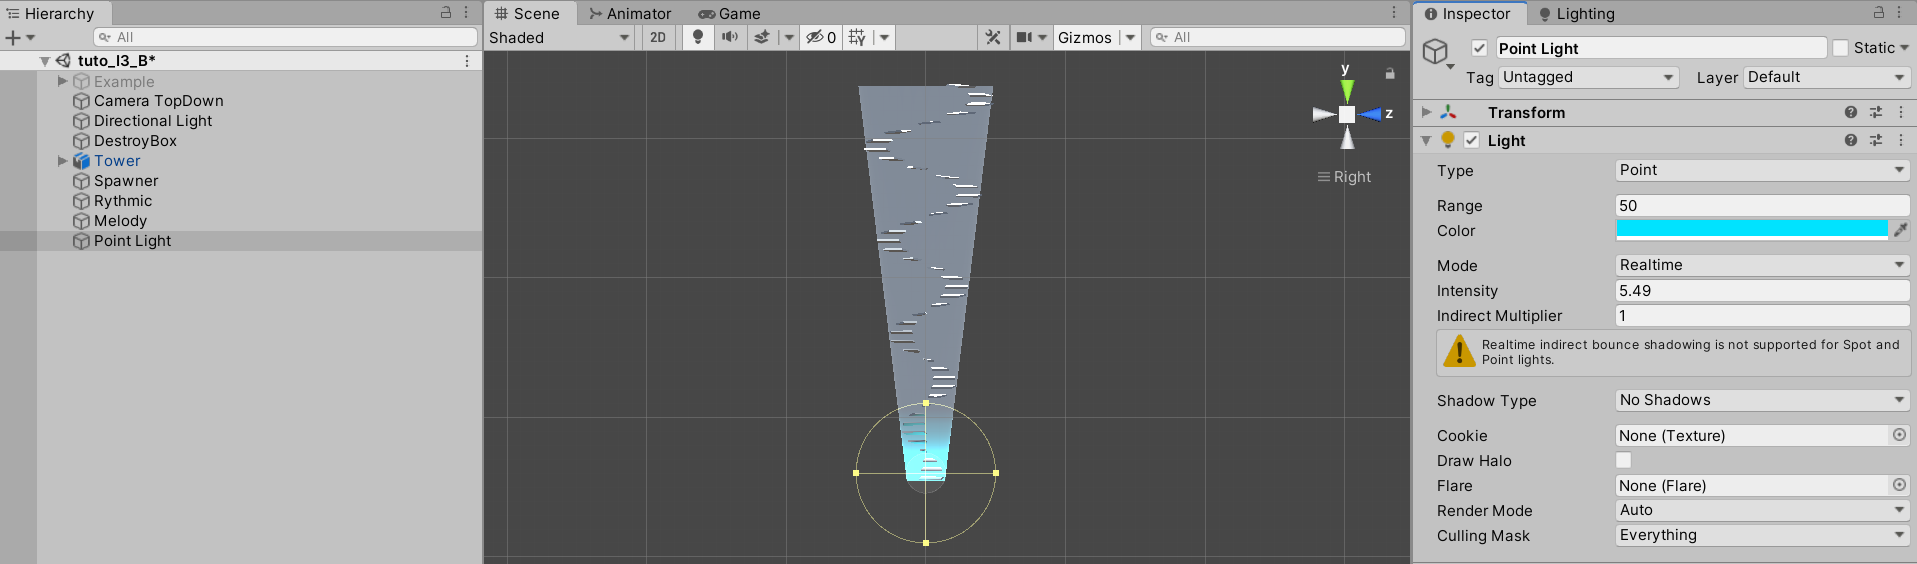 Hierarchy
All
tuto_l3_B*
Example
Camera TopDown
Directional Light
DestroyBox
Tower
Spawner
Rythmic
Melody
Point Light
Scene
Animator
Game
Shaded
2D
0
Gizmos
All
y
z
Right
Inspector
Lighting
Point Light
Static
Tag Untagged
Layer Default
Transform
Light
Type Point
Range 50
Color
Mode Realtime
Intensity 5.49
Indirect Multiplier 1
Realtime indirect bounce shadowing is not supported for Spot and
Point lights.
Shadow Type No Shadows
Cookie None (Texture)
Draw Halo
Flare None (Flare)
Render Mode Auto
Culling Mask Everything